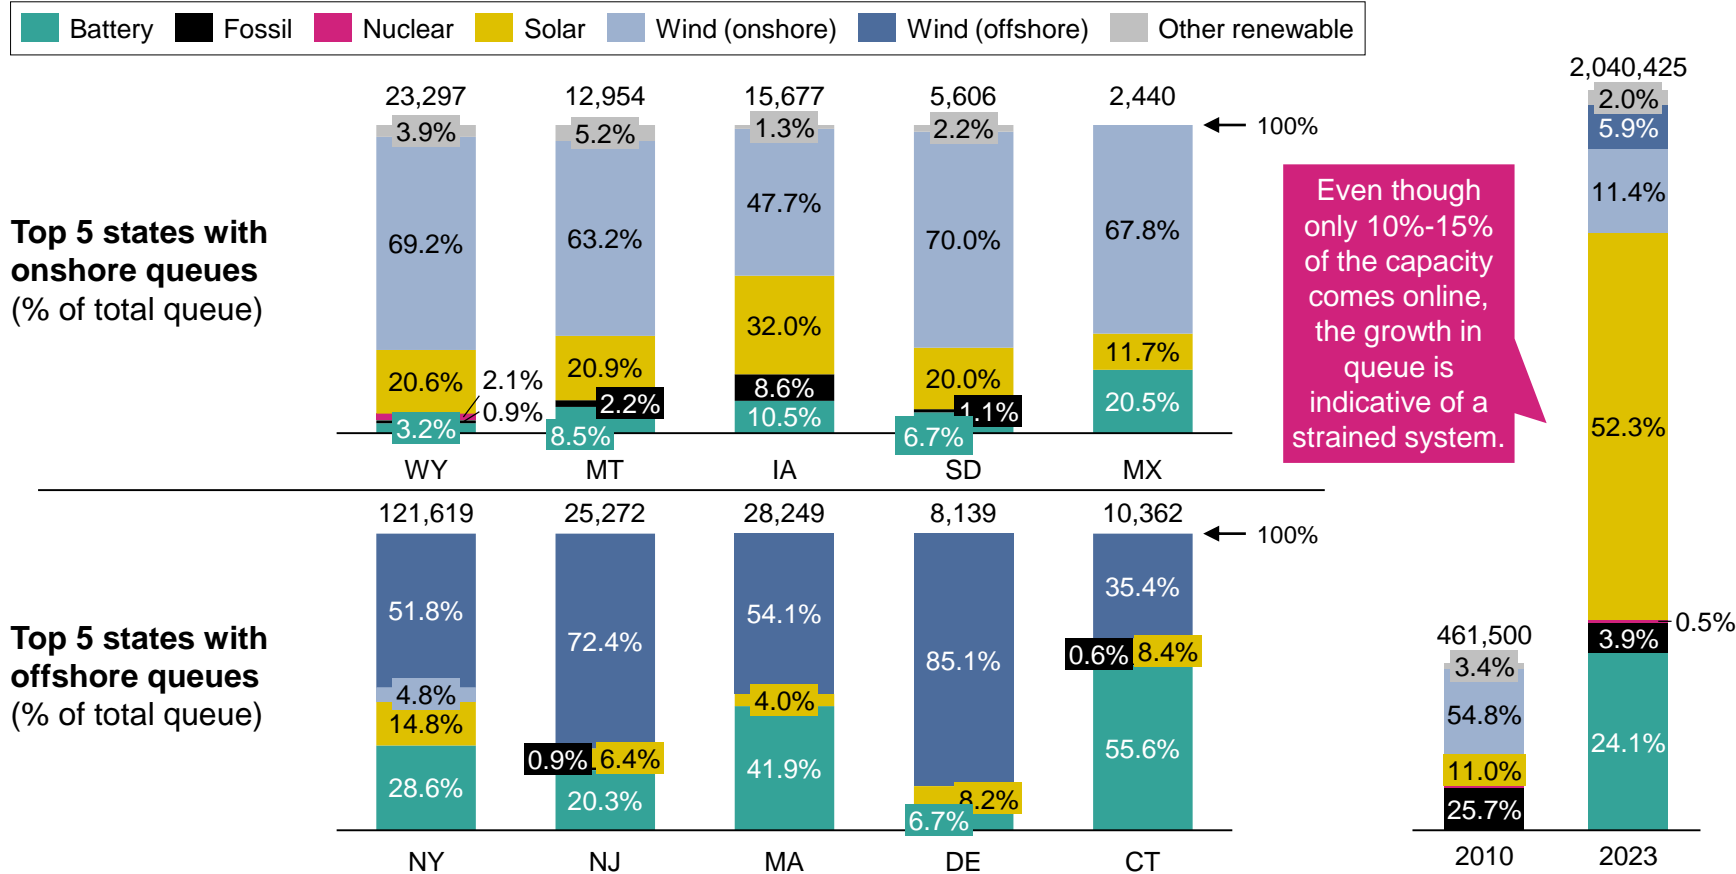 Battery Fossil Nuclear Solar Wind (onshore) Wind (offshore) Other renewable
Top 5 states with
onshore queues
(% of total queue)
23,297 12,954 15,677 5,606 2,440
3.9% 5.2% 1.3% 2.2%
100%
69.2% 63.2% 47.7% 70.0% 67.8%
20.6% 20.9% 32.0% 20.0% 11.7%
2.1%
0.9%
2.2% 8.6% 1.1%
3.2% 8.5% 10.5% 6.7% 20.5%
WY MT IA SD MX
Top 5 states with
offshore queues
(% of total queue)
121,619 25,272 28,249 8,139 10,362
100%
51.8% 72.4% 54.1% 85.1% 35.4%
4.8%
14.8% 0.9% 6.4% 4.0% 8.2% 0.6% 8.4%
28.6% 20.3% 41.9% 6.7% 55.6%
NY NJ MA DE CT
Even though
only 10%-15%
of the capacity
comes online,
the growth in
queue is
indicative of a
strained system.
461,500
3.4%
54.8%
11.0%
25.7%
2010
2,040,425
2.0%
5.9%
11.4%
52.3%
0.5%
3.9%
24.1%
2023